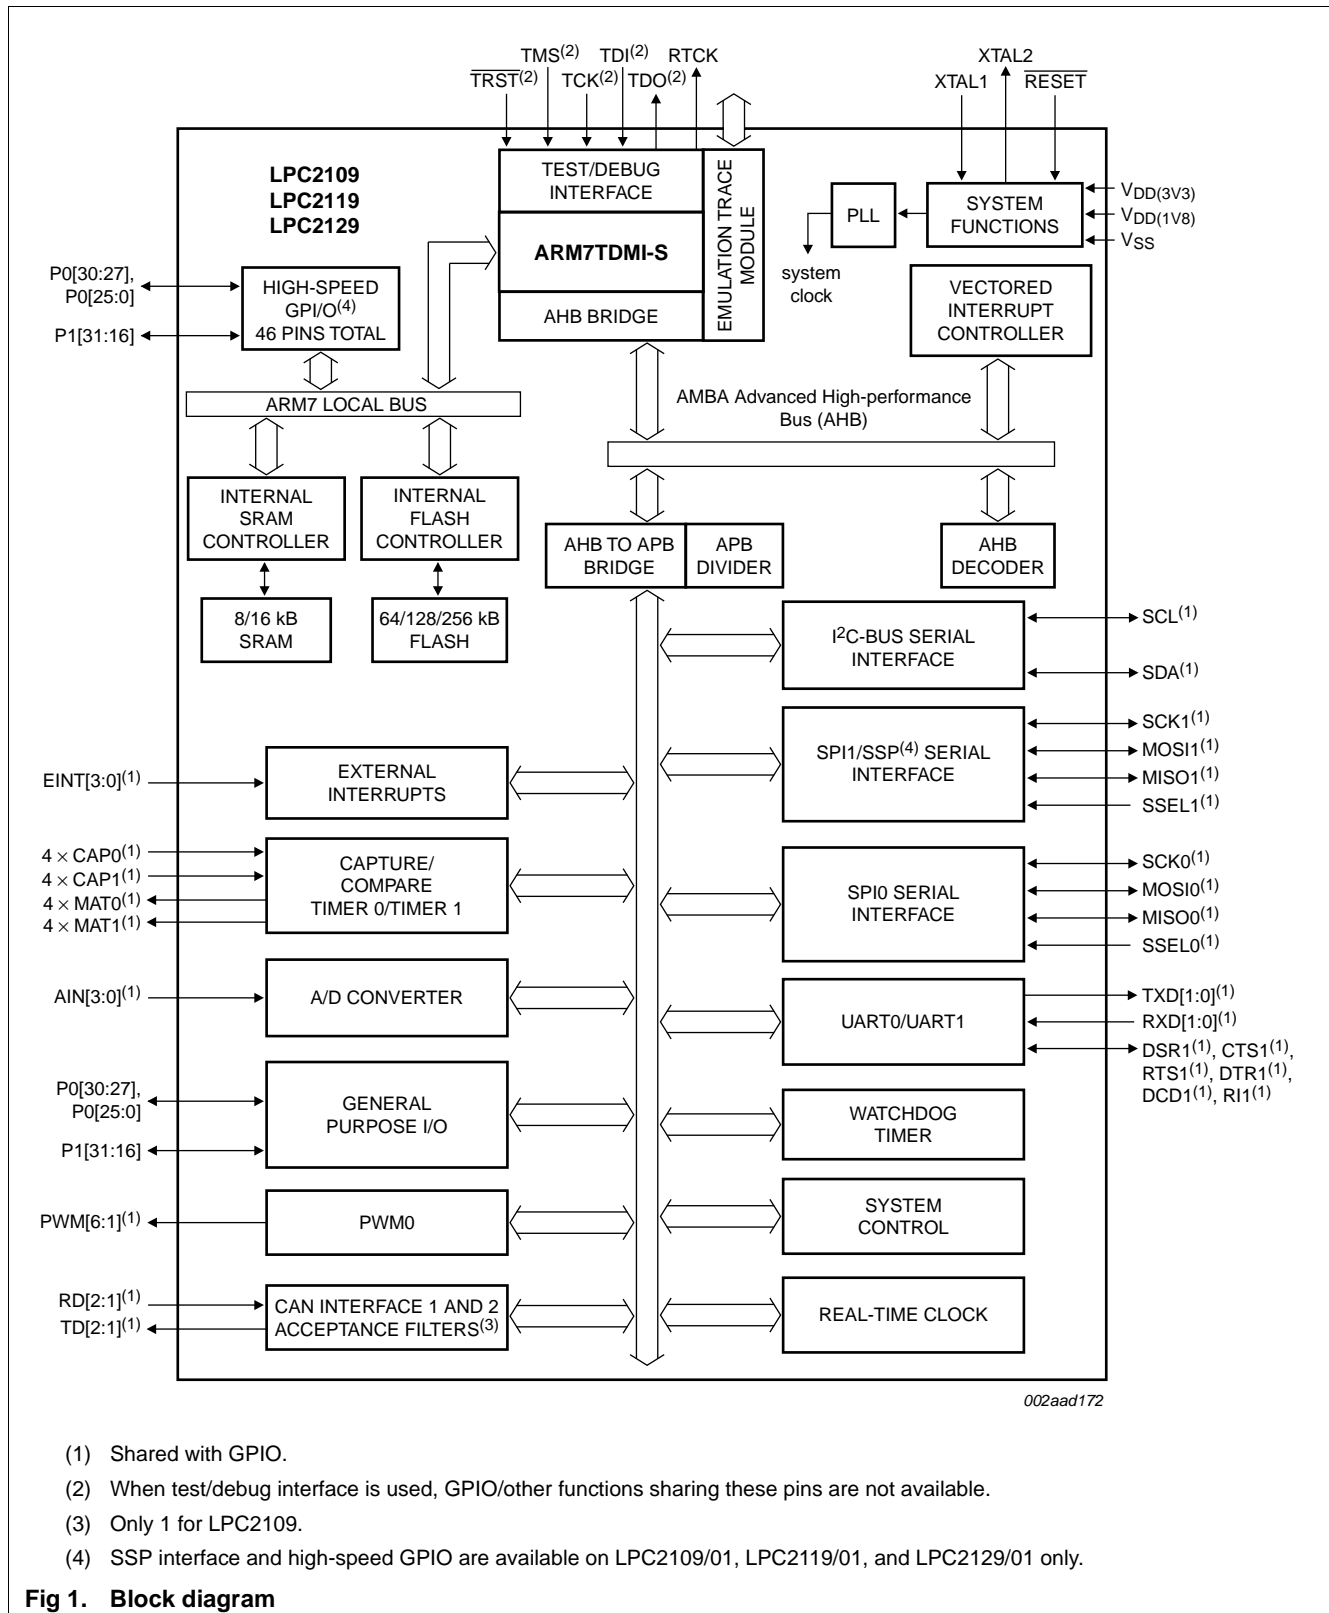 TMS(2) TDI(2) RTCK
TRST(2) TCK(2) TDO(2)
XTAL2
XTAL1 RESET
LPC2109
LPC2119
LPC2129
TEST/DEBUG
INTERFACE
ARM7TDMI-S
AHB BRIDGE
EMULATION TRACE
MODULE
PLL
system
clock
SYSTEM
FUNCTIONS
VDD(3V3)
VDD(1V8)
VSS
P0[30:27],
P0[25:0]
P1[31:16]
HIGH-SPEED
GPI/O(4)
46 PINS TOTAL
VECTORED
INTERRUPT
CONTROLLER
ARM7 LOCAL BUS
AMBA Advanced High-performance
Bus (AHB)
INTERNAL
SRAM
CONTROLLER
INTERNAL
FLASH
CONTROLLER
AHB TO APB
BRIDGE
APB
DIVIDER
AHB
DECODER
8/16 kB
SRAM
64/128/256 kB
FLASH
I2C-BUS SERIAL
INTERFACE
SCL(1)
SDA(1)
SPI1/SSP(4) SERIAL
INTERFACE
SCK1(1)
MOSI1(1)
MISO1(1)
SSEL1(1)
EINT[3:0](1)
EXTERNAL
INTERRUPTS
4 × CAP0(1)
4 × CAP1(1)
4 × MAT0(1)
4 × MAT1(1)
CAPTURE/
COMPARE
TIMER 0/TIMER 1
SPI0 SERIAL
INTERFACE
SCK0(1)
MOSI0(1)
MISO0(1)
SSEL0(1)
AIN[3:0](1)
A/D CONVERTER
UART0/UART1
TXD[1:0](1)
RXD[1:0](1)
DSR1(1), CTS1(1),
RTS1(1), DTR1(1),
DCD1(1), RI1(1)
P0[30:27],
P0[25:0]
P1[31:16]
GENERAL
PURPOSE I/O
WATCHDOG
TIMER
PWM[6:1](1)
PWM0
SYSTEM
CONTROL
RD[2:1](1)
TD[2:1](1)
CAN INTERFACE 1 AND 2
ACCEPTANCE FILTERS(3)
REAL-TIME CLOCK
002aad172
(1) Shared with GPIO.
(2) When test/debug interface is used, GPIO/other functions sharing these pins are not available.
(3) Only 1 for LPC2109.
(4) SSP interface and high-speed GPIO are available on LPC2109/01, LPC2119/01, and LPC2129/01 only.
Fig 1. Block diagram